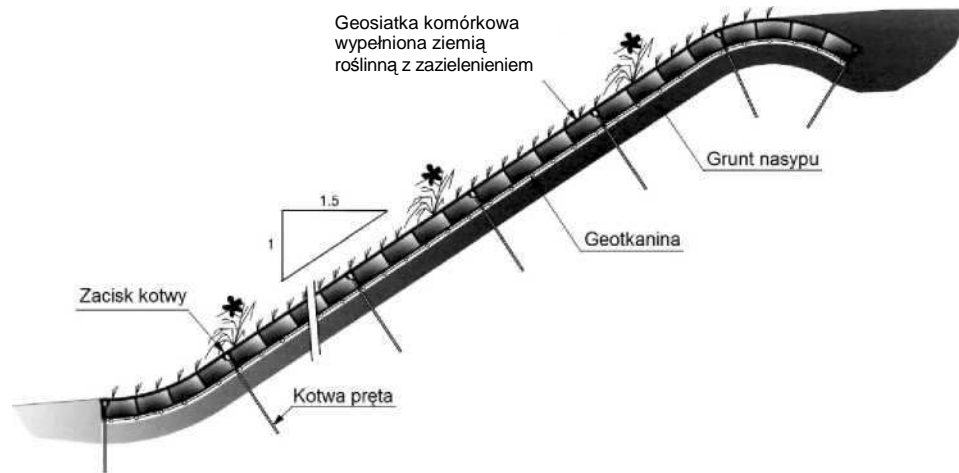 Geosiatka komórkowa
wypełniona ziemią
roślinną z zazielenieniem
Grunt nasypu
1.5
1
Geotkanina
Zacisk kotwy
Kotwa pręta